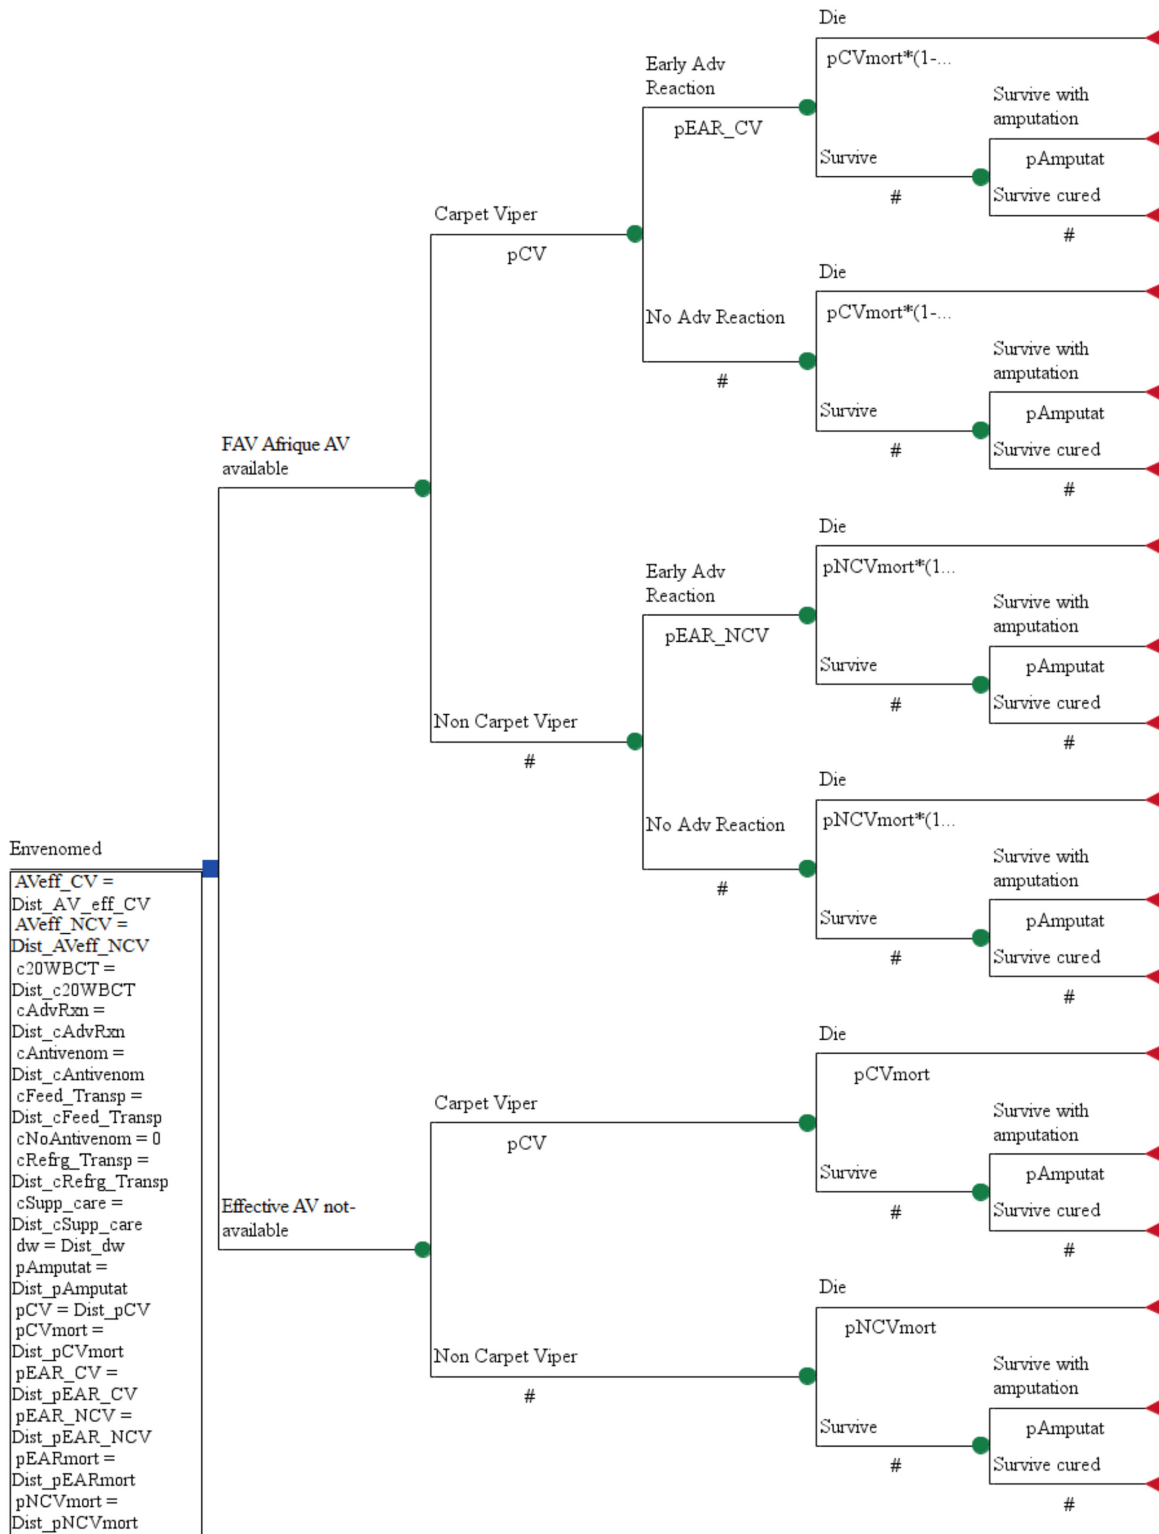 Envenomed
AVeff_CV =
Dist_AV_eff_CV
AVeff_NCV =
Dist_AVeff_NCV
c20WBCT =
Dist_c20WBCT
cAdvRxn =
Dist_cAdvRxn
cAntivenom =
Dist_cAntivenom
cFeed_Transp =
Dist_cFeed_Transp
cNoAntivenom = 0
cRefrg_Transp =
Dist_cRefrg_Transp
cSupp_care =
Dist_cSupp_care
dw = Dist_dw
pAmputat =
Dist_pAmputat
pCV = Dist_pCV
pCVmort =
Dist_pCVmort
pEAR_CV =
Dist_pEAR_CV
pEAR_NCV =
Dist_pEAR_NCV
pEARmort =
Dist_pEARmort
pNCVmort =
Dist_pNCVmort
FAV Afrique AV
available
Carpet Viper
pCV
Early Adv
Reaction
pEAR_CV
Die
pCVmort*(1-...
Survive
#
Survive with
amputation
pAmputat
Survive cured
#
No Adv Reaction
#
Die
pCVmort*(1-...
Survive
#
Survive with
amputation
pAmputat
Survive cured
#
Non Carpet Viper
#
Early Adv
Reaction
pEAR_NCV
Die
pNCVmort*(1...
Survive
#
Survive with
amputation
pAmputat
Survive cured
#
No Adv Reaction
#
Die
pNCVmort*(1...
Survive
#
Survive with
amputation
pAmputat
Survive cured
#
Effective AV not-
available
Carpet Viper
pCV
Die
pCVmort
Survive
#
Survive with
amputation
pAmputat
Survive cured
#
Non Carpet Viper
#
Die
pNCVmort
Survive
#
Survive with
amputation
pAmputat
Survive cured
#